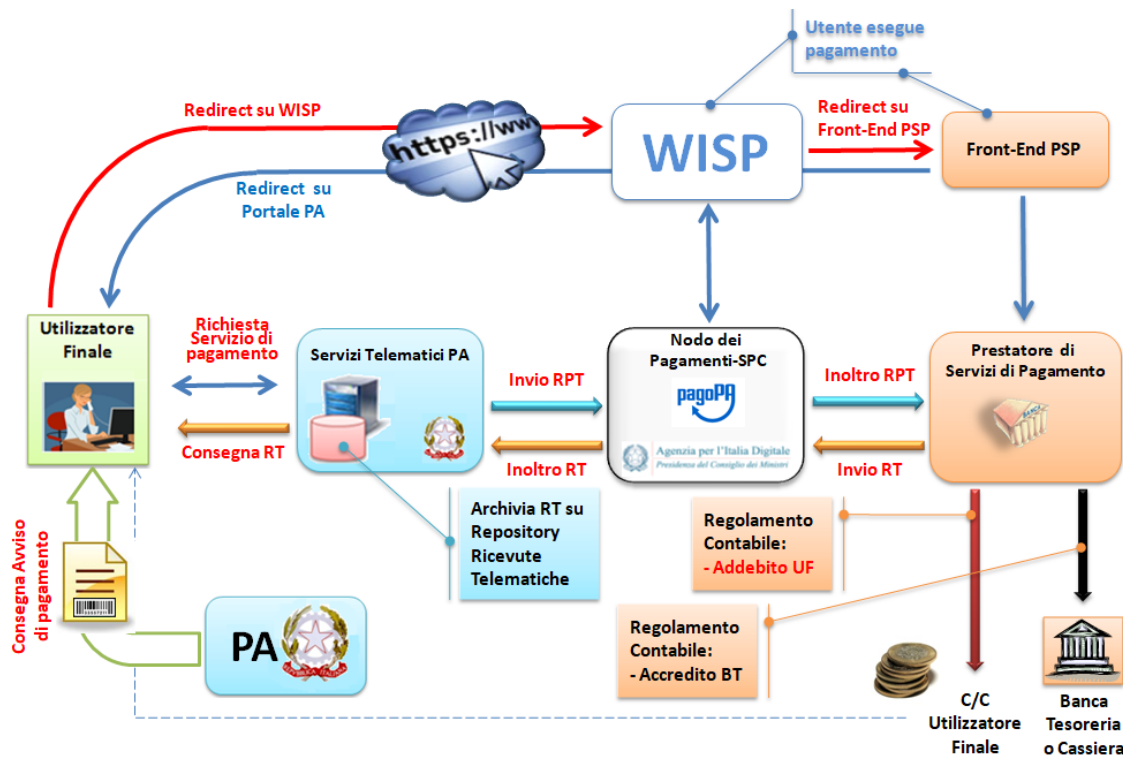 Utente esegue
pagamento
Redirect su WISP
https://ww
WISP
Redirect su
Front-End PSP
Front-End PSP
Redirect su
Portale PA
Utilizzatore
Finale
Richiesta
Servizio di
pagamento
Servizi Telematici PA
Nodo dei
Pagamenti-SPC
pagoPA
Agenzia per l'Italia Digitale
Presidenza del Consiglio dei Ministri
Prestatore di
Servizi di Pagamento
BANCA
Invio RPT
Inoltro RPT
Consegna RT
Inoltro RT
Invio RT
Archivia RT su
Repository
Ricevute
Telematiche
Regolamento
Contabile:
- Addebito UF
Consegna Avviso
di pagamento
PA
Regolamento
Contabile:
- Accredito BT
C/C
Utilizzatore
Finale
Banca
Tesoreria
o Cassiera